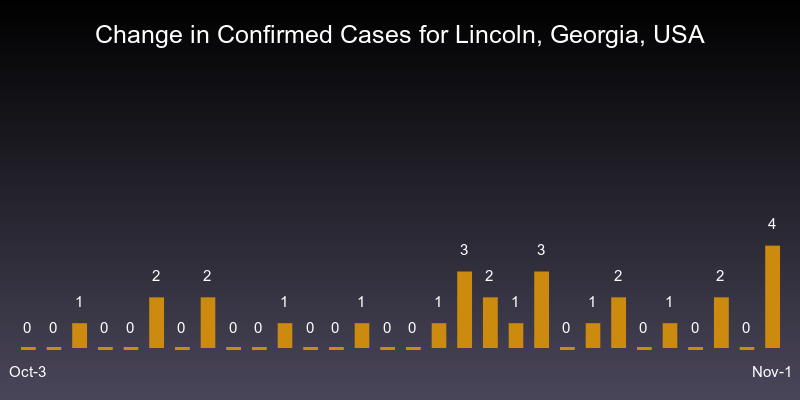 Change in Confirmed Cases for Lincoln, Georgia, USA
0 0 1 0 0 2 0 2 0 0 1 0 0 1 0 0 1 3 2 1 3 0 1 2 0 1 0 2 0 4
Oct-3 Nov-1